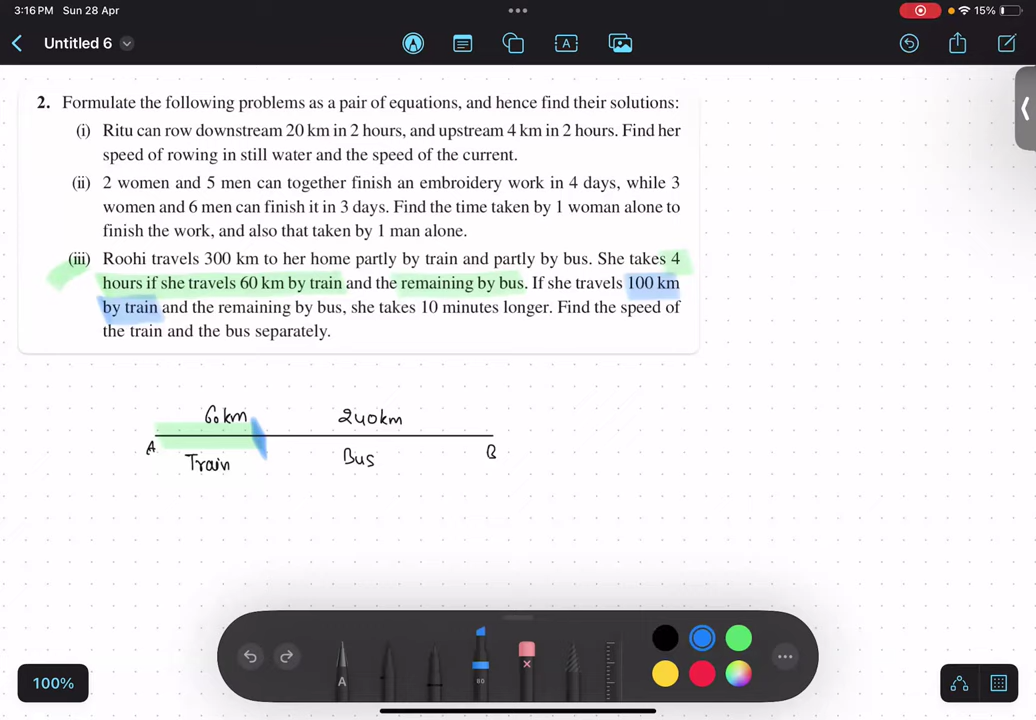 3:16 PM Sun 28 Apr
15%
Untitled 6
A
2. Formulate the following problems as a pair of equations, and hence find their solutions:
(i) Ritu can row downstream 20 km in 2 hours, and upstream 4 km in 2 hours. Find her
speed of rowing in still water and the speed of the current.
(ii) 2 women and 5 men can together finish an embroidery work in 4 days, while 3
women and 6 men can finish it in 3 days. Find the time taken by 1 woman alone to
finish the work, and also that taken by 1 man alone.
(iii) Roohi travels 300 km to her home partly by train and partly by bus. She takes 4
hours if she travels 60 km by train and the remaining by bus. If she travels 100 km
by train and the remaining by bus, she takes 10 minutes longer. Find the speed of
the train and the bus separately.
60km 240km
A Train Bus B
A 80
100%